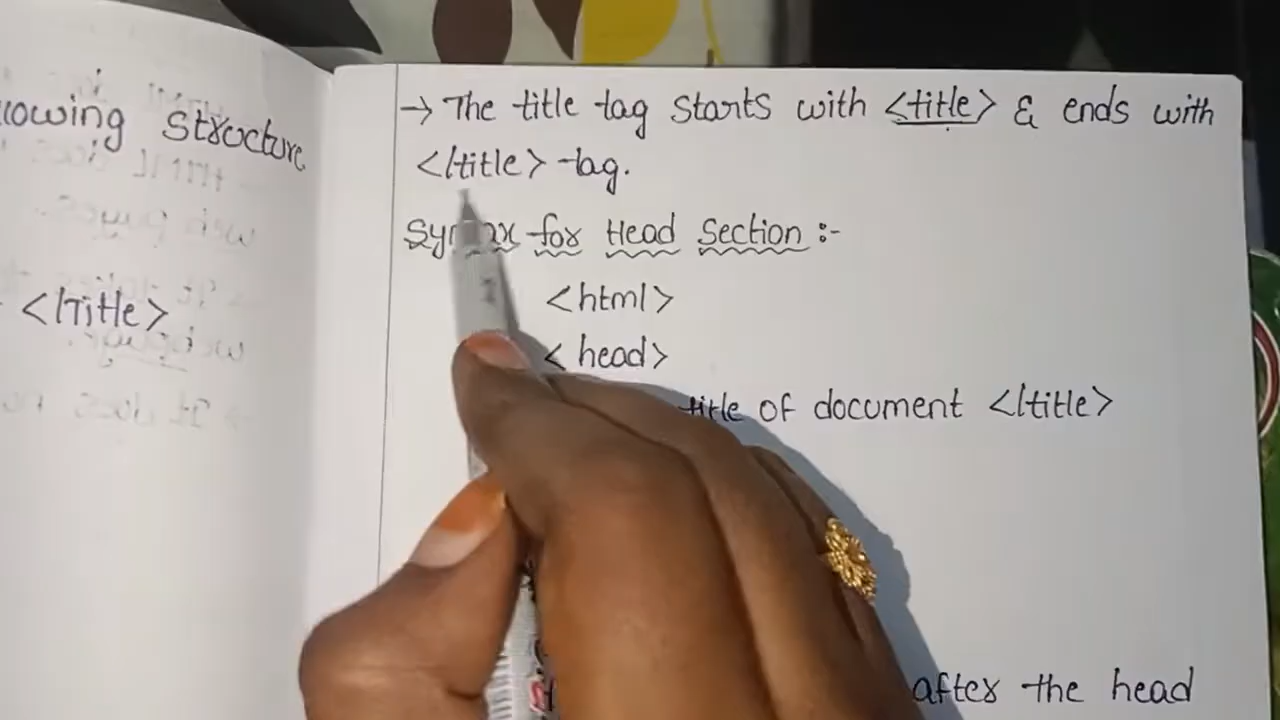 lowing Structure
</Title>
→ The title tag starts with <title> & ends with
</title> tag.
Syntax for Head Section :-
<html>
<head>
title of document </title>
after the head